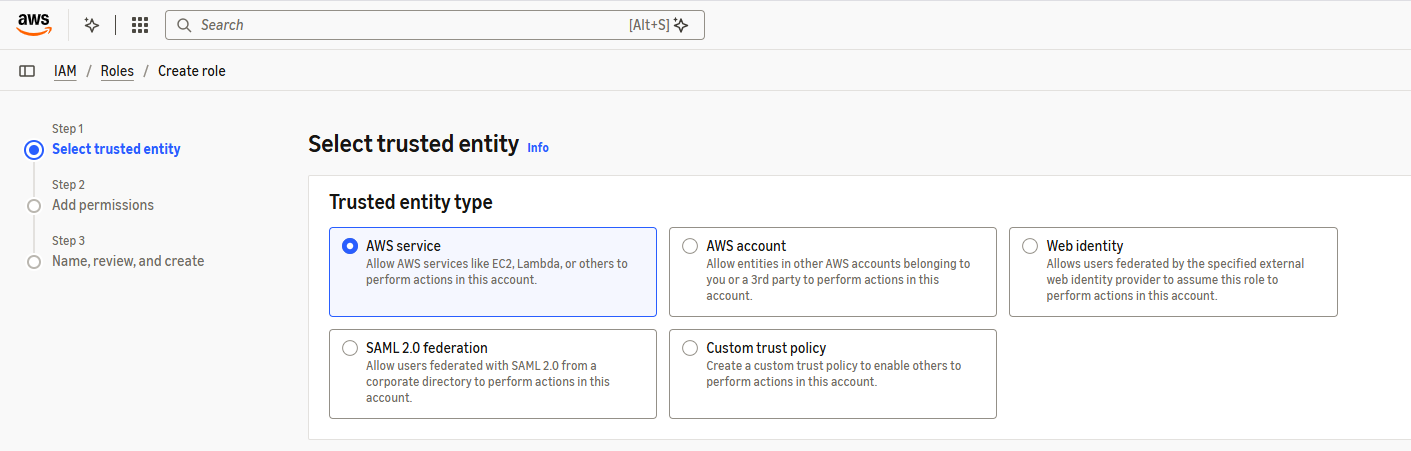 aws
Search [Alt+S]
IAM / Roles / Create role
Step 1
Select trusted entity
Step 2
Add permissions
Step 3
Name, review, and create
Select trusted entity Info
Trusted entity type
AWS service
Allow AWS services like EC2, Lambda, or others to
perform actions in this account.
AWS account
Allow entities in other AWS accounts belonging to
you or a 3rd party to perform actions in this
account.
Web identity
Allows users federated by the specified external
web identity provider to assume this role to
perform actions in this account.
SAML 2.0 federation
Allow users federated with SAML 2.0 from a
corporate directory to perform actions in this
account.
Custom trust policy
Create a custom trust policy to enable others to
perform actions in this account.